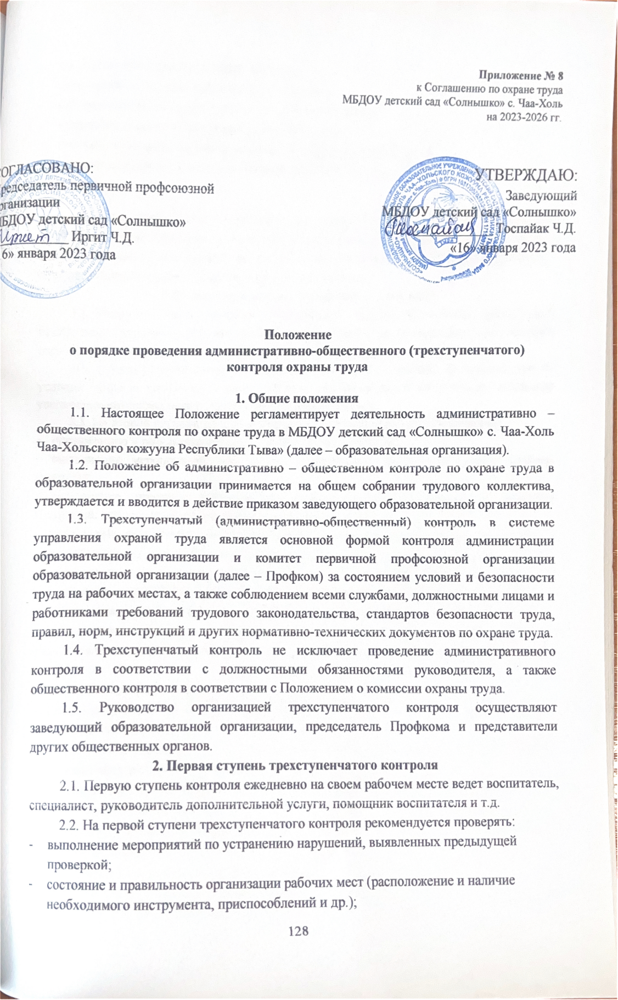 Приложение № 8
к Соглашению по охране труда
МБДОУ детский сад «Солнышко» с. Чаа-Холь
на 2023-2026 гг.
ОГЛАСОВАНО:
редседатель первичной профсоюзной
рганизации
БДОУ детский сад «Солнышко»
Иргит Иргит Ч.Д.
6» января 2023 года
УТВЕРЖДАЮ:
Заведующий
МБДОУ детский сад «Солнышко»
Тоспайак Ч.Д.
«16» января 2023 года
Положение
о порядке проведения административно-общественного (трехступенчатого)
контроля охраны труда
1. Общие положения
1.1. Настоящее Положение регламентирует деятельность административно –
общественного контроля по охране труда в МБДОУ детский сад «Солнышко» с. Чаа-Холь
Чаа-Хольского кожууна Республики Тыва» (далее – образовательная организация).
1.2. Положение об административно – общественном контроле по охране труда в
образовательной организации принимается на общем собрании трудового коллектива,
утверждается и вводится в действие приказом заведующего образовательной организации.
1.3. Трехступенчатый (административно-общественный) контроль в системе
управления охраной труда является основной формой контроля администрации
образовательной организации и комитет первичной профсоюзной организации
образовательной организации (далее – Профком) за состоянием условий и безопасности
труда на рабочих местах, а также соблюдением всеми службами, должностными лицами и
работниками требований трудового законодательства, стандартов безопасности труда,
правил, норм, инструкций и других нормативно-технических документов по охране труда.
1.4. Трехступенчатый контроль не исключает проведение административного
контроля в соответствии с должностными обязанностями руководителя, а также
общественного контроля в соответствии с Положением о комиссии охраны труда.
1.5. Руководство организацией трехступенчатого контроля осуществляют
заведующий образовательной организации, председатель Профкома и представители
других общественных органов.
2. Первая ступень трехступенчатого контроля
2.1. Первую ступень контроля ежедневно на своем рабочем месте ведет воспитатель,
специалист, руководитель дополнительной услуги, помощник воспитателя и т.д.
2.2. На первой ступени трехступенчатого контроля рекомендуется проверять:
- выполнение мероприятий по устранению нарушений, выявленных предыдущей
проверкой;
- состояние и правильность организации рабочих мест (расположение и наличие
необходимого инструмента, приспособлений и др.);
128